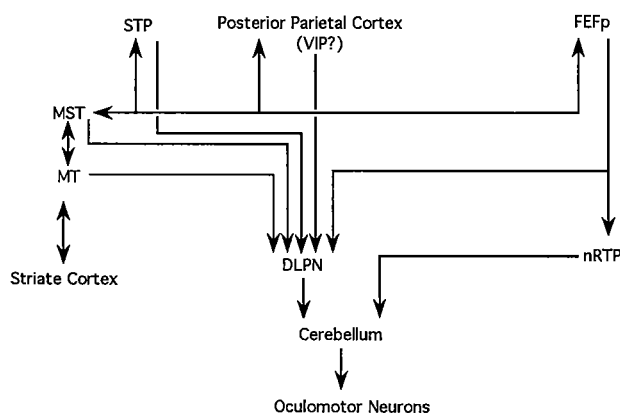 STP
Posterior Parietal Cortex
(VIP?)
FEFp
MST
MT
Striate Cortex
DLPN
nRTP
Cerebellum
Oculomotor Neurons